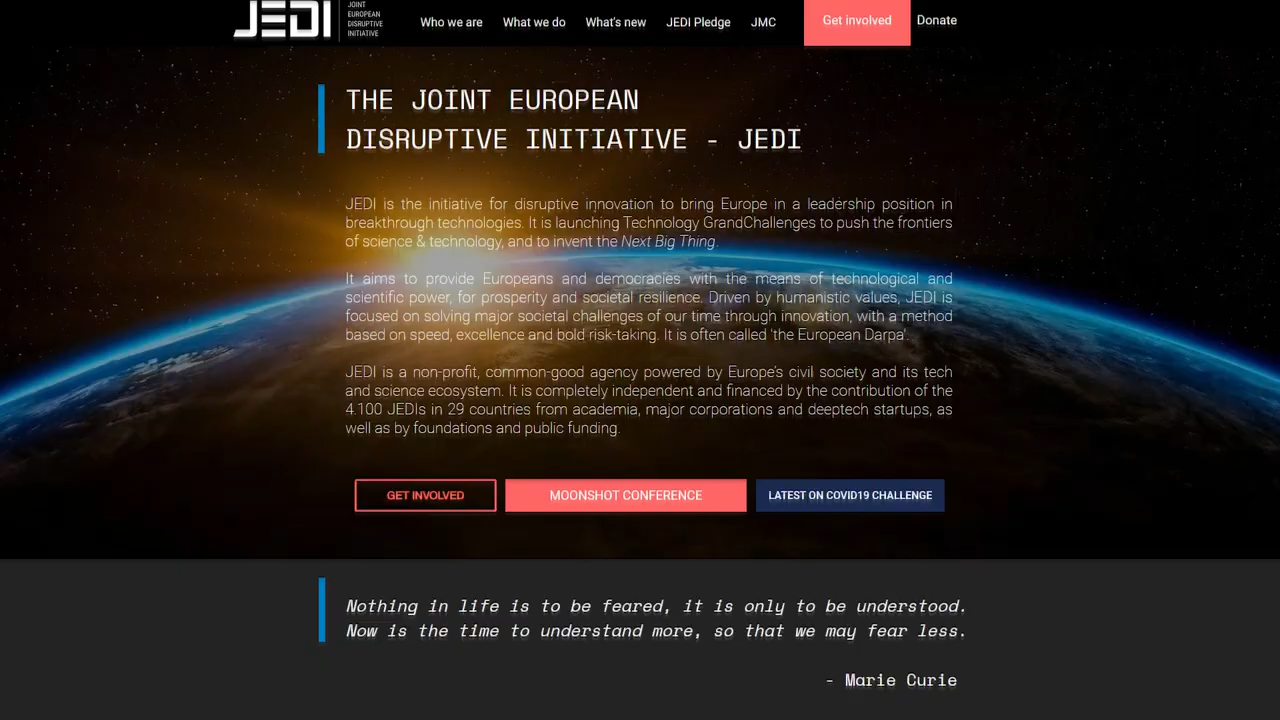 JEDI
JOINT
EUROPEAN
DISRUPTIVE
INITIATIVE
Who we are
What we do
What's new
JEDI Pledge
JMC
Get involved
Donate
THE JOINT EUROPEAN
DISRUPTIVE INITIATIVE - JEDI
JEDI is the initiative for disruptive innovation to bring Europe in a leadership position in
breakthrough technologies. It is launching Technology GrandChallenges to push the frontiers
of science & technology, and to invent the Next Big Thing.
It aims to provide Europeans and democracies with the means of technological and
scientific power, for prosperity and societal resilience. Driven by humanistic values, JEDI is
focused on solving major societal challenges of our time through innovation, with a method
based on speed, excellence and bold risk-taking. It is often called 'the European Darpa'.
JEDI is a non-profit, common-good agency powered by Europe's civil society and its tech
and science ecosystem. It is completely independent and financed by the contribution of the
4.100 JEDIs in 29 countries from academia, major corporations and deeptech startups, as
well as by foundations and public funding.
GET INVOLVED
MOONSHOT CONFERENCE
LATEST ON COVID19 CHALLENGE
Nothing in life is to be feared, it is only to be understood.
Now is the time to understand more, so that we may fear less.
- Marie Curie